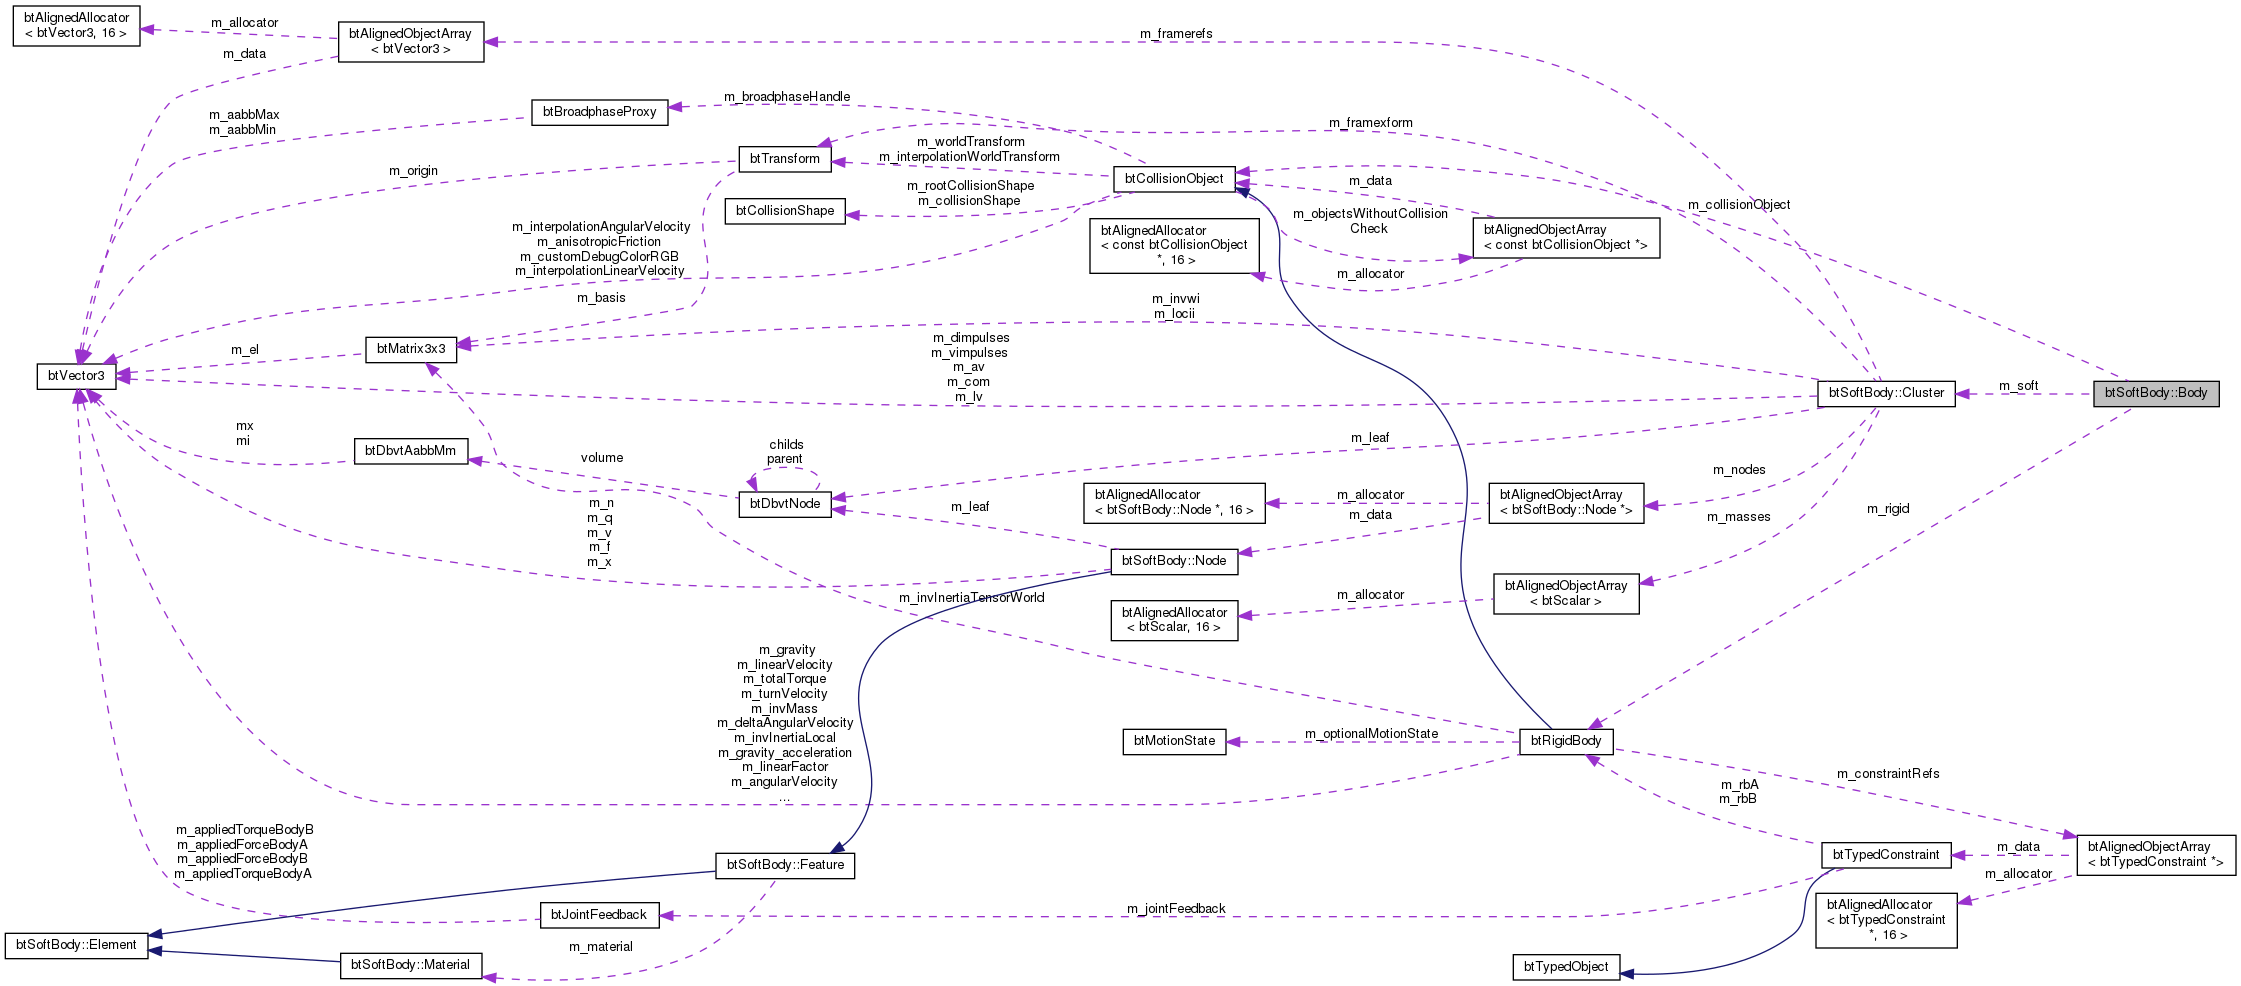 btAlignedAllocator
< btVector3, 16 >
m_allocator
btAlignedObjectArray
< btVector3 >
m_data
m_framerefs
m_aabbMax
m_aabbMin
btBroadphaseProxy
m_broadphaseHandle
m_framexform
m_origin
btTransform
m_worldTransform
m_interpolationWorldTransform
btCollisionObject
m_rootCollisionShape
m_collisionShape
btCollisionShape
m_data
m_collisionObject
m_objectsWithoutCollision
Check
btAlignedAllocator
< const btCollisionObject
*, 16 >
btAlignedObjectArray
< const btCollisionObject *>
m_allocator
m_interpolationAngularVelocity
m_anisotropicFriction
m_customDebugColorRGB
m_interpolationLinearVelocity
m_basis
m_invwi
m_locii
btMatrix3x3
m_el
btVector3
m_dimpulses
m_vimpulses
m_av
m_com
m_lv
btSoftBody::Cluster
m_soft
btSoftBody::Body
mx
mi
btDbvtAabbMm
volume
childs
parent
btDbvtNode
m_leaf
m_leaf
m_nodes
btAlignedAllocator
< btSoftBody::Node *, 16 >
m_allocator
m_data
btAlignedObjectArray
< btSoftBody::Node *>
m_masses
m_rigid
m_n
m_q
m_v
m_f
m_x
btSoftBody::Node
m_invInertiaTensorWorld
btAlignedAllocator
< btScalar, 16 >
m_allocator
btAlignedObjectArray
< btScalar >
m_gravity
m_linearVelocity
m_totalTorque
m_turnVelocity
m_invMass
m_deltaAngularVelocity
m_invInertiaLocal
m_gravity_acceleration
m_linearFactor
m_angularVelocity
...
btMotionState
m_optionalMotionState
btRigidBody
m_constraintRefs
m_rbA
m_rbB
m_appliedTorqueBodyB
m_appliedForceBodyA
m_appliedForceBodyB
m_appliedTorqueBodyA
btSoftBody::Feature
btTypedConstraint
m_data
btAlignedObjectArray
< btTypedConstraint *>
m_allocator
btJointFeedback
m_jointFeedback
btAlignedAllocator
< btTypedConstraint
*, 16 >
btSoftBody::Element
m_material
btSoftBody::Material
btTypedObject